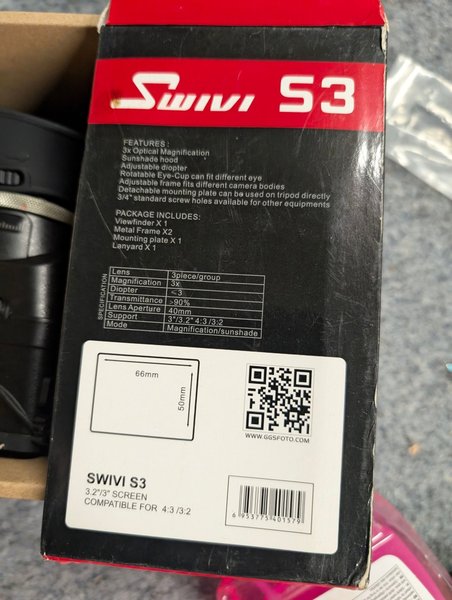 SWIVI S3
FEATURES:
3x Optical Magnification
Sunshade hood
Adjustable diopter
Rotatable Eye-Cup can fit different eye
Adjustable frame fits different camera bodies
Detachable mounting plate can be used on tripod directly
3/4" standard screw holes available for other equipments
PACKAGE INCLUDES:
Viewfinder X 1
Metal Frame X2
Mounting plate X 1
Lanyard X 1
SPECIFICATION
Lens 3piece/group
Magnification 3x
Diopter <3
Transmittance >90%
Lens Aperture 40mm
Support 3"/3.2" 4:3 /3:2
Mode Magnification/sunshade
66mm
50mm
WWW.GGSFOTO.COM
SWIVI S3
3.2"/3" SCREEN
COMPATIBLE FOR 4:3 /3:2
6 953775 401579